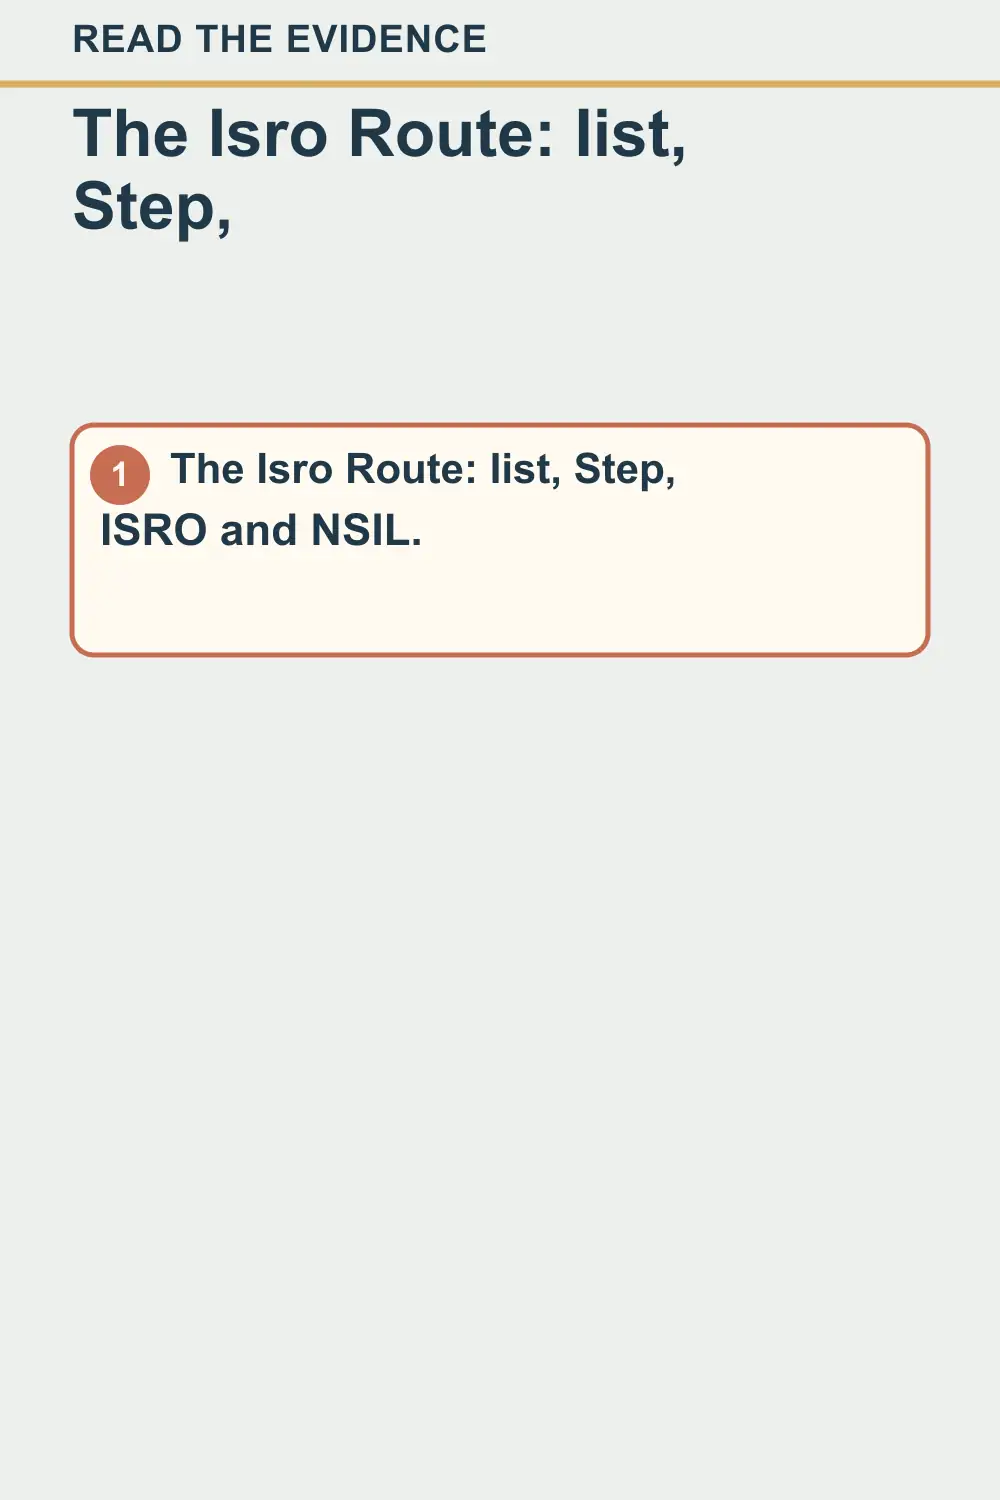 READ THE EVIDENCE
The Isro Route: list,
Step,
1 The Isro Route: list, Step,
ISRO and NSIL.